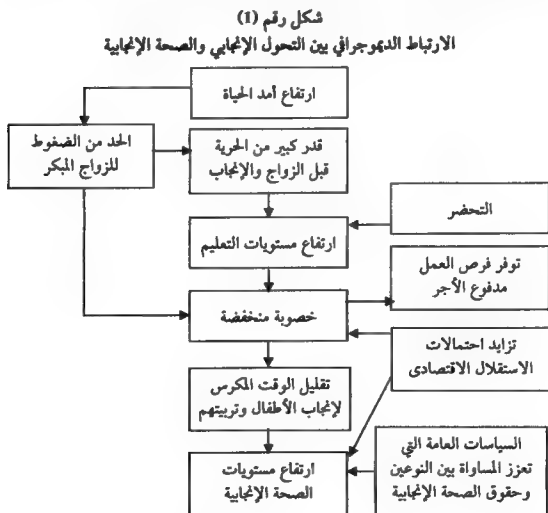 شكل رقم (1)
الارتباط الديموجرافي بين التحول الإنجابي والصحة الإنجابية
ارتفاع أمد الحياة
الحد من الضغوط
للزواج المبكر
قدر كبير من الحرية
قبل الزواج والإنجاب
التحضر
ارتفاع مستويات التعليم
توفر فرص العمل
مدفوع الأجر
خصوبة منخفضة
تزايد احتمالات
الاستقلال الاقتصادى
تقليل الوقت المكرس
لإنجاب الأطفال وتربيتهم
السياسات العامة التي
تعزز المساواة بين النوعين
وحقوق الصحة الإنجابية
ارتفاع مستويات
الصحة الإنجابية